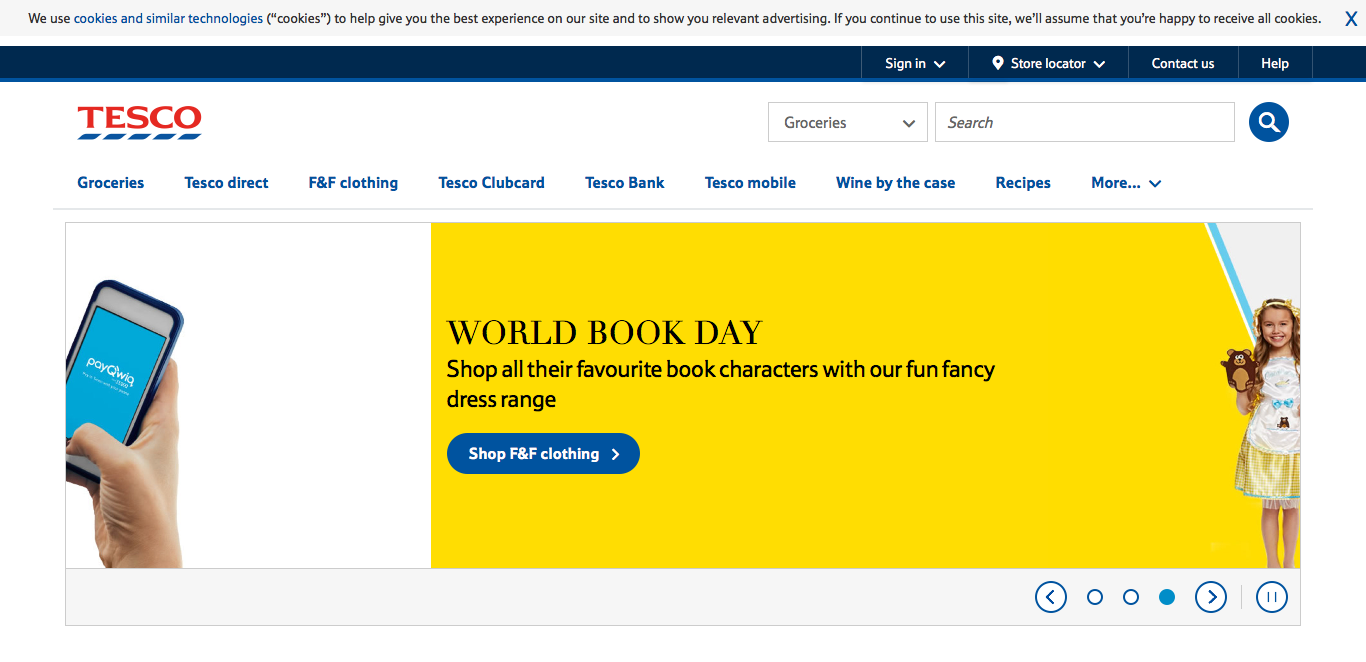 We use cookies and similar technologies (“cookies”) to help give you the best experience on our site and to show you relevant advertising. If you continue to use this site, we’ll assume that you’re happy to receive all cookies. X
Sign in Store locator Contact us Help
TESCO
Groceries Search
Groceries Tesco direct F&F clothing Tesco Clubcard Tesco Bank Tesco mobile Wine by the case Recipes More...
payQwiq
WORLD BOOK DAY
Shop all their favourite book characters with our fun fancy
dress range
Shop F&F clothing